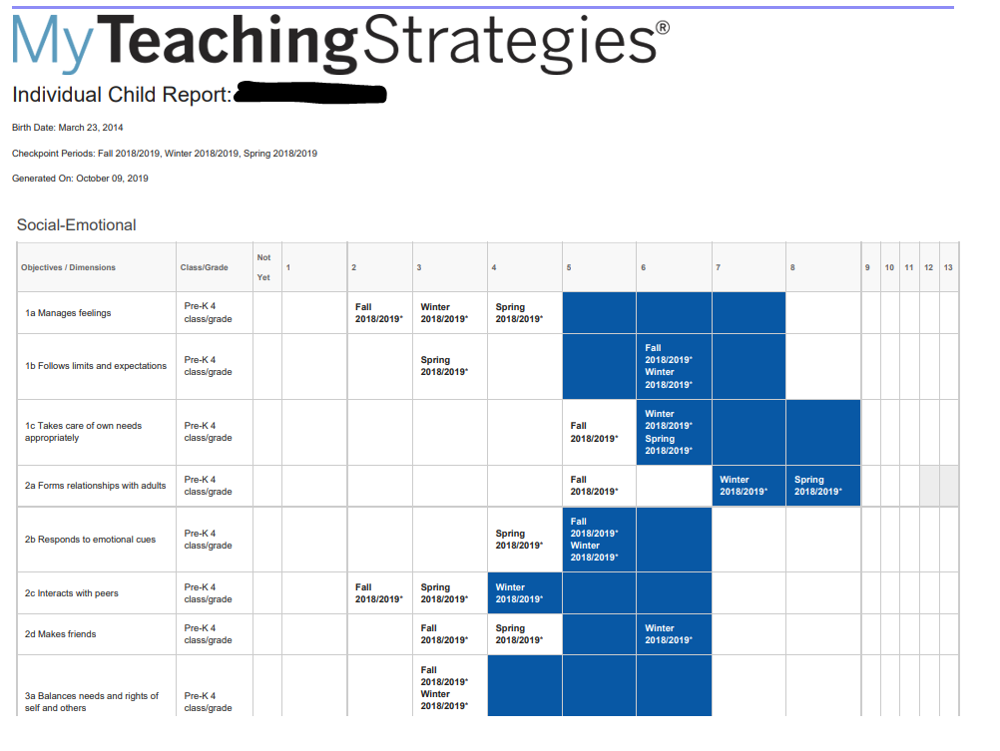 MyTeachingStrategies®
Individual Child Report:
Birth Date: March 23, 2014
Checkpoint Periods: Fall 2018/2019, Winter 2018/2019, Spring 2018/2019
Generated On: October 09, 2019
Social-Emotional
Objectives / Dimensions Class/Grade Not Yet 1 2 3 4 5 6 7 8 9 10 11 12 13
1a Manages feelings
Pre-K 4
class/grade
Fall
2018/2019*
Winter
2018/2019*
Spring
2018/2019*
1b Follows limits and expectations
Pre-K 4
class/grade
Spring
2018/2019*
Fall
2018/2019*
Winter
2018/2019*
1c Takes care of own needs
appropriately
Pre-K 4
class/grade
Fall
2018/2019*
Winter
2018/2019*
Spring
2018/2019*
2a Forms relationships with adults
Pre-K 4
class/grade
Fall
2018/2019*
Winter
2018/2019*
Spring
2018/2019*
2b Responds to emotional cues
Pre-K 4
class/grade
Spring
2018/2019*
Fall
2018/2019*
Winter
2018/2019*
2c Interacts with peers
Pre-K 4
class/grade
Fall
2018/2019*
Spring
2018/2019*
Winter
2018/2019*
2d Makes friends
Pre-K 4
class/grade
Fall
2018/2019*
Spring
2018/2019*
Winter
2018/2019*
3a Balances needs and rights of
self and others
Pre-K 4
class/grade
Fall
2018/2019*
Winter
2018/2019*